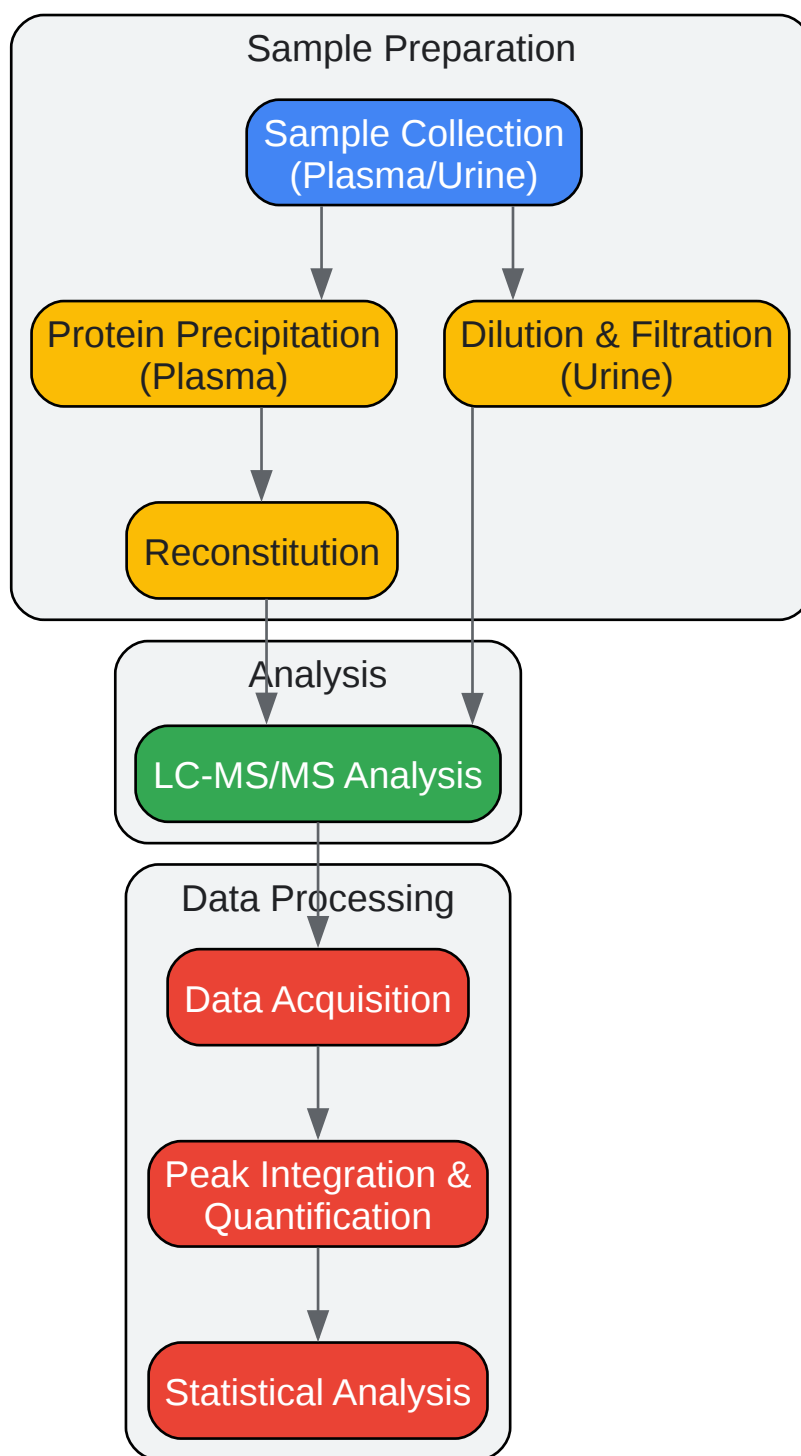 Sample Preparation
Sample Collection
(Plasma/Urine)
Protein Precipitation
(Plasma)
Dilution & Filtration
(Urine)
Reconstitution
Analysis
LC-MS/MS Analysis
Data Processing
Data Acquisition
Peak Integration &
Quantification
Statistical Analysis